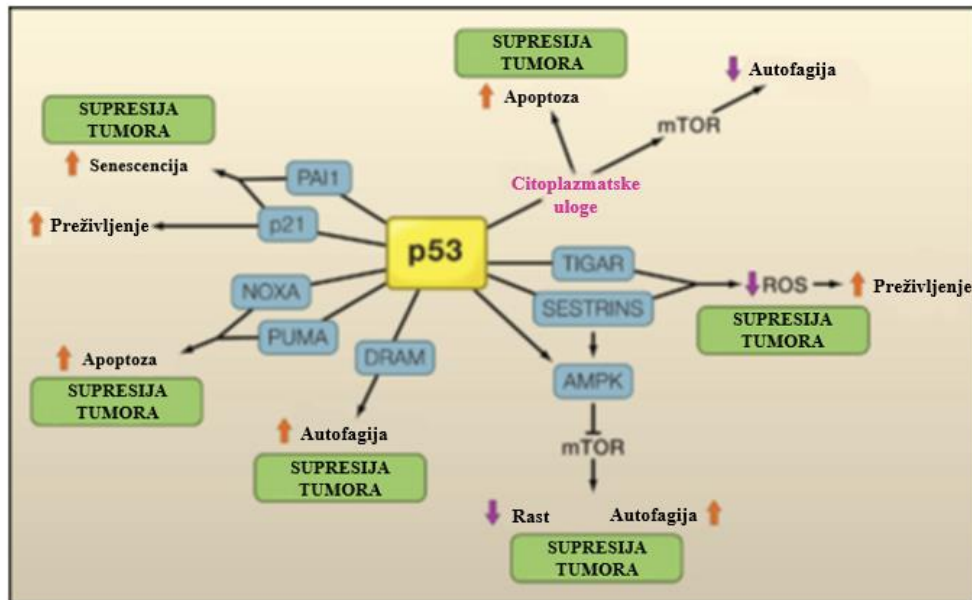 SUPRESIJA
TUMORA
Apoptoza
Autofagija
mTOR
Citoplazmatske
uloge
SUPRESIJA
TUMORA
Senescencija
PAI1
p21
Preživljenje
p53
NOXA
PUMA
Apoptoza
SUPRESIJA
TUMORA
DRAM
Autofagija
SUPRESIJA
TUMORA
TIGAR
SESTRINS
ROS
Preživljenje
SUPRESIJA
TUMORA
AMPK
mTOR
Rast
Autofagija
SUPRESIJA
TUMORA